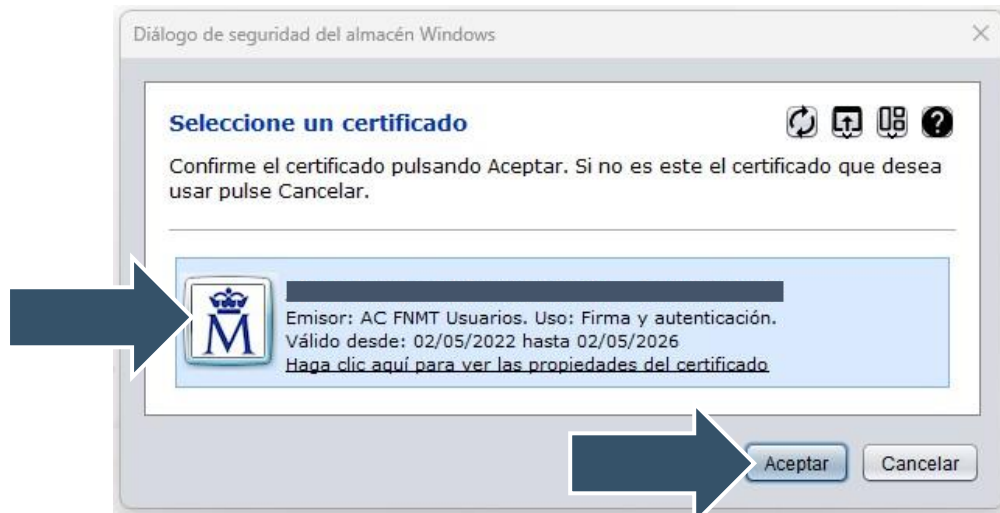 Diálogo de seguridad del almacén Windows
Seleccione un certificado
Confirme el certificado pulsando Aceptar. Si no es este el certificado que desea
usar pulse Cancelar.
M
Emisor: AC FNMT Usuarios. Uso: Firma y autenticación.
Válido desde: 02/05/2022 hasta 02/05/2026
Haga clic aquí para ver las propiedades del certificado
Aceptar
Cancelar